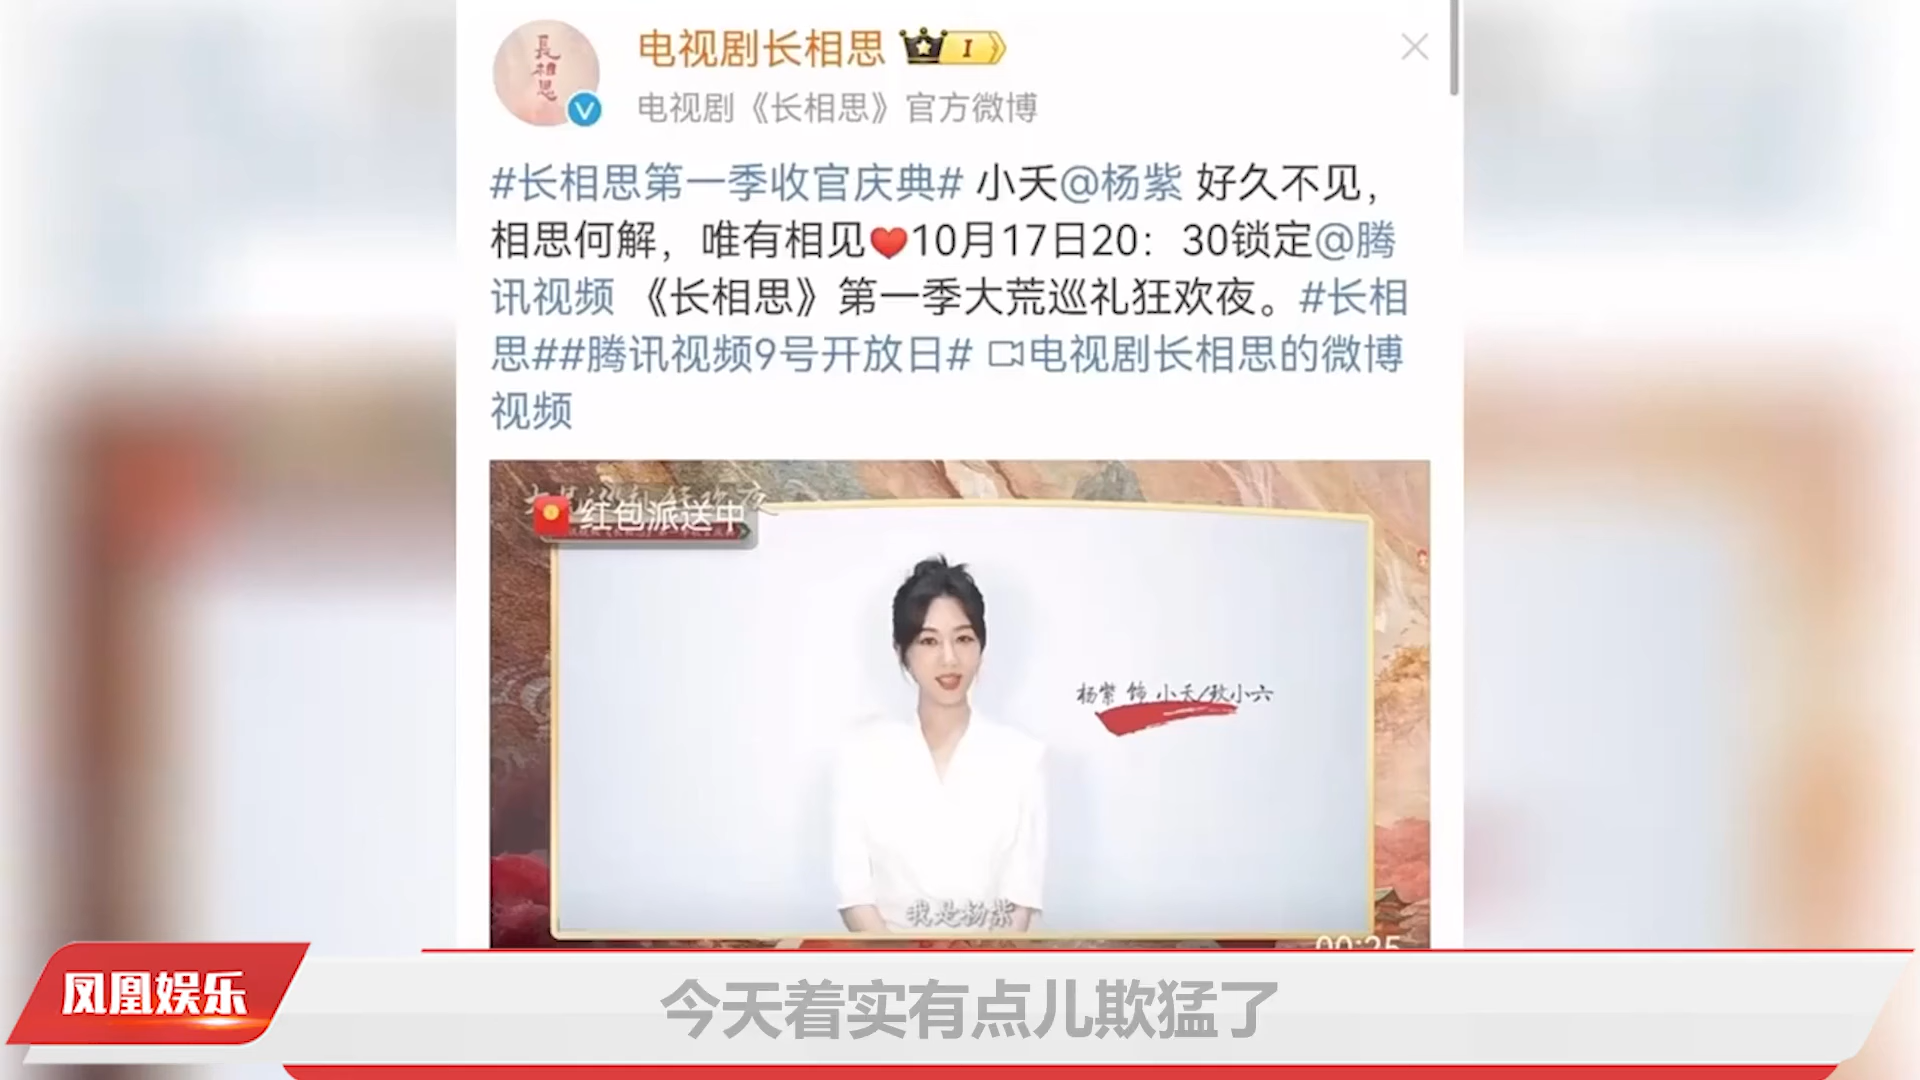 長相思
电视剧长相思
I
电视剧《长相思》官方微博
#长相思第一季收官庆典# 小夭@杨紫 好久不见，
相思何解，唯有相见❤10月17日20：30锁定@腾
讯视频 《长相思》第一季大荒巡礼狂欢夜。#长相
思##腾讯视频9号开放日# 电视剧长相思的微博
视频
红包派送中
杨紫 饰 小夭/玟小六
我是杨紫
00:25
凤凰娱乐
今天着实有点儿欺猛了